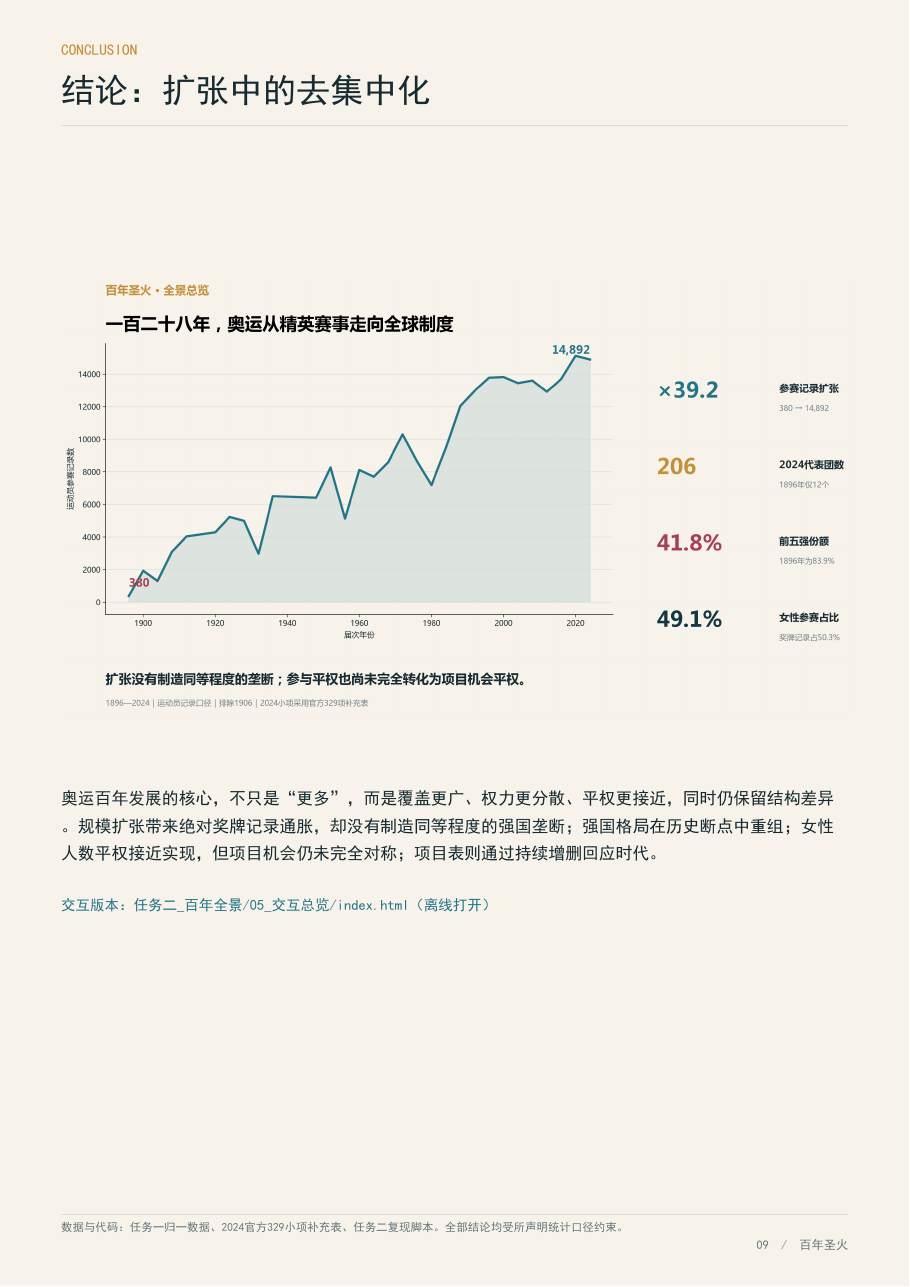 CONCLUSION
结论：扩张中的去集中化
百年圣火·全景总览
一百二十八年，奥运从精英赛事走向全球制度
14,892
14000
12000
10000
8000
6000
4000
2000
0
运动员参赛记录数
380
1900
1920
1940
1960
1980
2000
2020
届次年份
×39.2
参赛记录扩张
380 → 14,892
206
2024代表团数
1896年仅12个
41.8%
前五强份额
1896年为83.9%
49.1%
女性参赛占比
奖牌记录占50.3%
扩张没有制造同等程度的垄断；参与平权也尚未完全转化为项目机会平权。
1896—2024｜运动员记录口径｜排除1906｜2024小项采用官方329项补充表
奥运百年发展的核心，不只是“更多”，而是覆盖更广、权力更分散、平权更接近，同时仍保留结构差异
。规模扩张带来绝对奖牌记录通胀，却没有制造同等程度的强国垄断；强国格局在历史断点中重组；女性
人数平权接近实现，但项目机会仍未完全对称；项目表则通过持续增删回应时代。
交互版本：任务二_百年全景/05_交互总览/index.html（离线打开）
数据与代码：任务一归一数据、2024官方329小项补充表、任务二复现脚本。全部结论均受所声明统计口径约束。
09 / 百年圣火